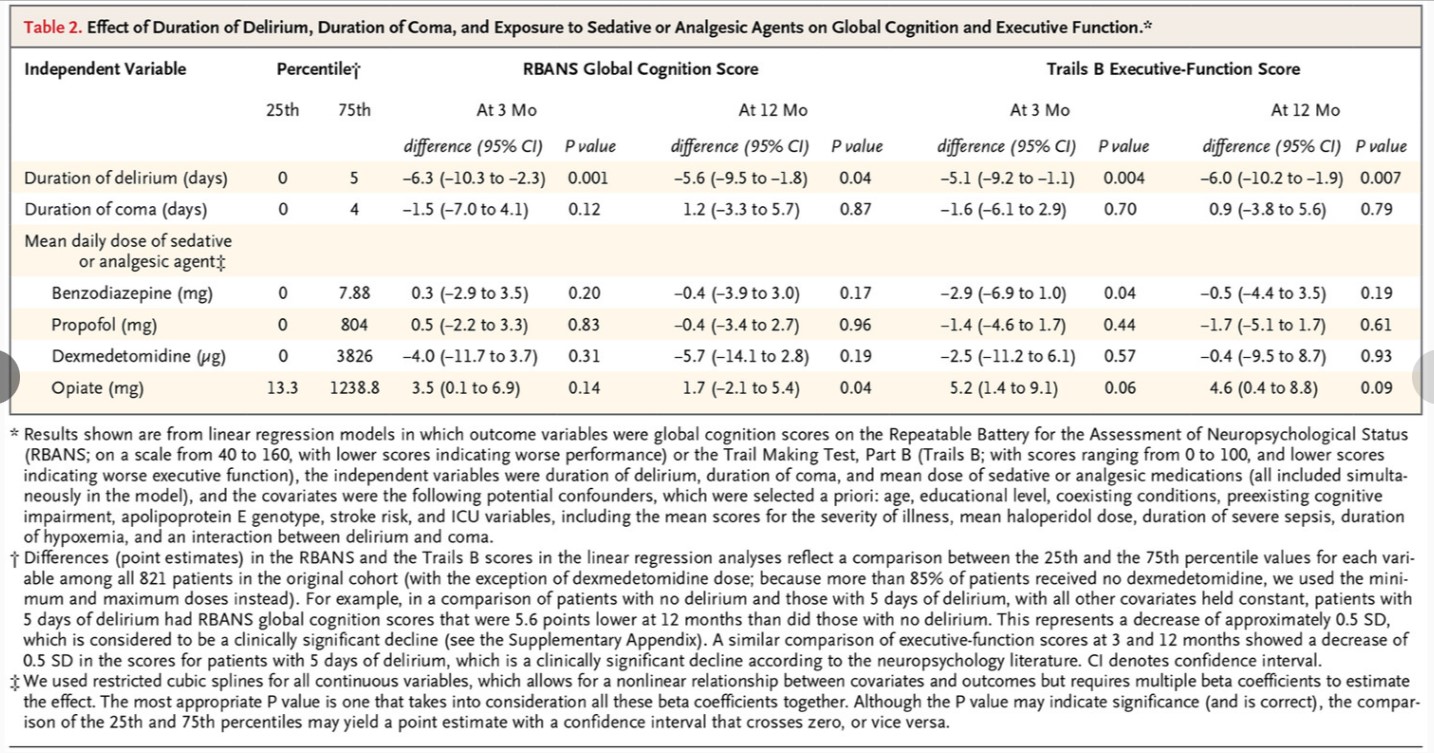 Table 2. Effect of Duration of Delirium, Duration of Coma, and Exposure to Sedative or Analgesic Agents on Global Cognition and Executive Function.*
Independent Variable Percentile† RBANS Global Cognition Score Trails B Executive-Function Score
25th 75th At 3 Mo At 12 Mo At 3 Mo At 12 Mo
difference (95% CI) P value difference (95% CI) P value difference (95% CI) P value difference (95% CI) P value
Duration of delirium (days) 0 5 −6.3 (−10.3 to −2.3) 0.001 −5.6 (−9.5 to −1.8) 0.04 −5.1 (−9.2 to −1.1) 0.004 −6.0 (−10.2 to −1.9) 0.007
Duration of coma (days) 0 4 −1.5 (−7.0 to 4.1) 0.12 1.2 (−3.3 to 5.7) 0.87 −1.6 (−6.1 to 2.9) 0.70 0.9 (−3.8 to 5.6) 0.79
Mean daily dose of sedative
or analgesic agent‡
Benzodiazepine (mg) 0 7.88 0.3 (−2.9 to 3.5) 0.20 −0.4 (−3.9 to 3.0) 0.17 −2.9 (−6.9 to 1.0) 0.04 −0.5 (−4.4 to 3.5) 0.19
Propofol (mg) 0 804 0.5 (−2.2 to 3.3) 0.83 −0.4 (−3.4 to 2.7) 0.96 −1.4 (−4.6 to 1.7) 0.44 −1.7 (−5.1 to 1.7) 0.61
Dexmedetomidine (µg) 0 3826 −4.0 (−11.7 to 3.7) 0.31 −5.7 (−14.1 to 2.8) 0.19 −2.5 (−11.2 to 6.1) 0.57 −0.4 (−9.5 to 8.7) 0.93
Opiate (mg) 13.3 1238.8 3.5 (0.1 to 6.9) 0.14 1.7 (−2.1 to 5.4) 0.04 5.2 (1.4 to 9.1) 0.06 4.6 (0.4 to 8.8) 0.09
* Results shown are from linear regression models in which outcome variables were global cognition scores on the Repeatable Battery for the Assessment of Neuropsychological Status
(RBANS; on a scale from 40 to 160, with lower scores indicating worse performance) or the Trail Making Test, Part B (Trails B; with scores ranging from 0 to 100, and lower scores
indicating worse executive function), the independent variables were duration of delirium, duration of coma, and mean dose of sedative or analgesic medications (all included simulta-
neously in the model), and the covariates were the following potential confounders, which were selected a priori: age, educational level, coexisting conditions, preexisting cognitive
impairment, apolipoprotein E genotype, stroke risk, and ICU variables, including the mean scores for the severity of illness, mean haloperidol dose, duration of severe sepsis, duration
of hypoxemia, and an interaction between delirium and coma.
† Differences (point estimates) in the RBANS and the Trails B scores in the linear regression analyses reflect a comparison between the 25th and the 75th percentile values for each vari-
able among all 821 patients in the original cohort (with the exception of dexmedetomidine dose; because more than 85% of patients received no dexmedetomidine, we used the mini-
mum and maximum doses instead). For example, in a comparison of patients with no delirium and those with 5 days of delirium, with all other covariates held constant, patients with
5 days of delirium had RBANS global cognition scores that were 5.6 points lower at 12 months than did those with no delirium. This represents a decrease of approximately 0.5 SD,
which is considered to be a clinically significant decline (see the Supplementary Appendix). A similar comparison of executive-function scores at 3 and 12 months showed a decrease of
0.5 SD in the scores for patients with 5 days of delirium, which is a clinically significant decline according to the neuropsychology literature. CI denotes confidence interval.
‡ We used restricted cubic splines for all continuous variables, which allows for a nonlinear relationship between covariates and outcomes but requires multiple beta coefficients to estimate
the effect. The most appropriate P value is one that takes into consideration all these beta coefficients together. Although the P value may indicate significance (and is correct), the compar-
ison of the 25th and 75th percentiles may yield a point estimate with a confidence interval that crosses zero, or vice versa.